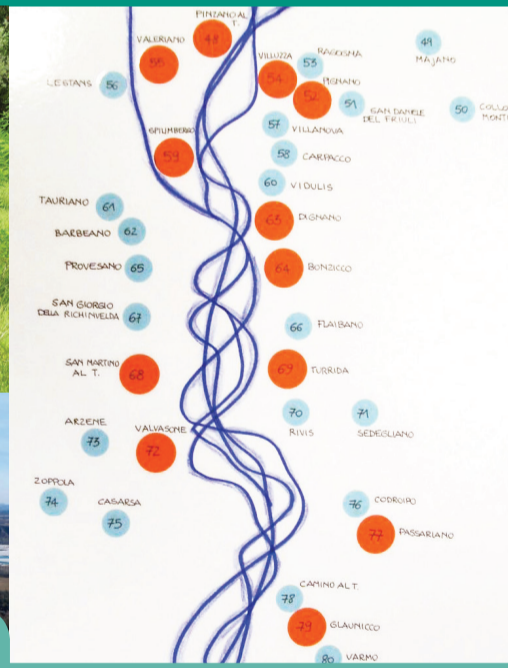 PINZANO AL
T.
48
VALERIANO
55
VILLUZZA
54
RAGOGNA
53
49
MAJANO
LESTANS
56
PIGNANO
52
51
SAN DANIELE
DEL FRIULI
50
57
VILLANOVA
SPILIMBERGO
59
58
CARPACCO
60
VIDULIS
TAURIANO
61
63
DIGNANO
BARBEANO
62
PROVESANO
65
64
BONZICCO
SAN GIORGIO
DELLA RICHINVELDA
67
66
FLAIBANO
SAN MARTINO
AL T.
68
69
TURRIDA
ARZENE
73
VALVASONE
72
70
RIVIS
71
SEDEGLIANO
ZOPPOLA
74
CASARSA
75
76
CODROIPO
77
PASSARIANO
CAMINO AL T.
78
79
GLAUNICCO
80
VARMO